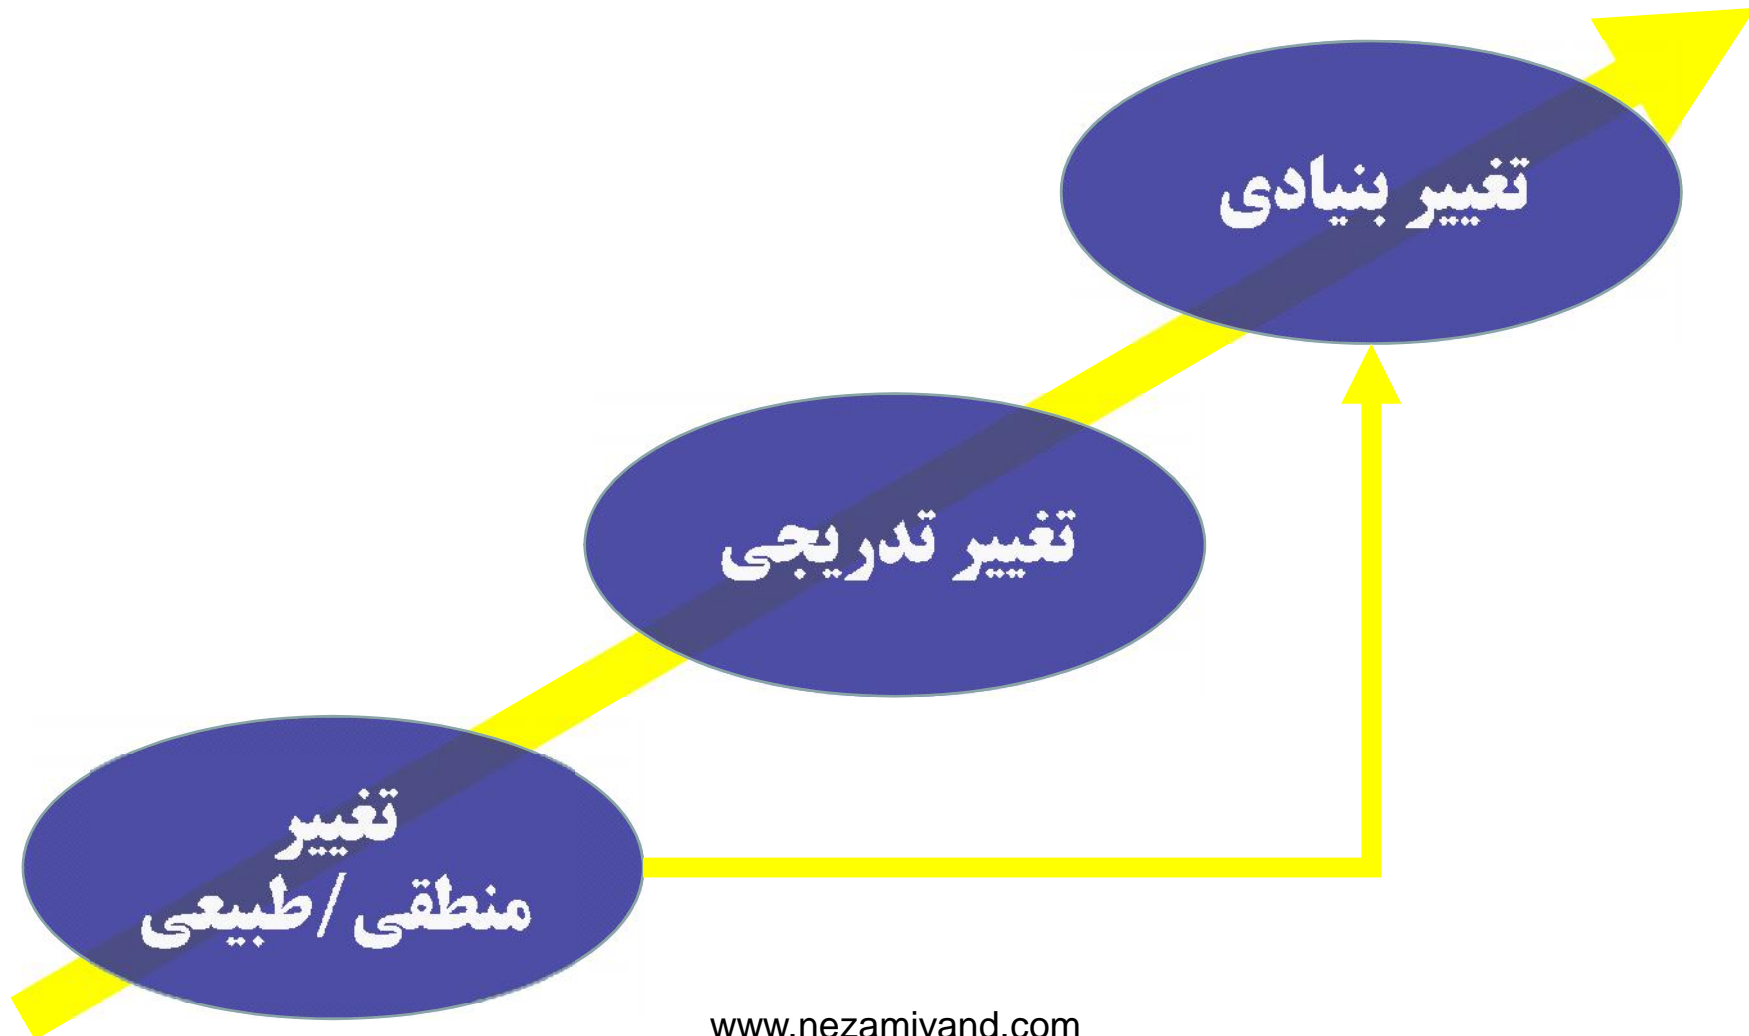 تغییر بنیادی
تغییر تدریجی
تغییر
منطقی /طبیعی
www.nezamivand.com